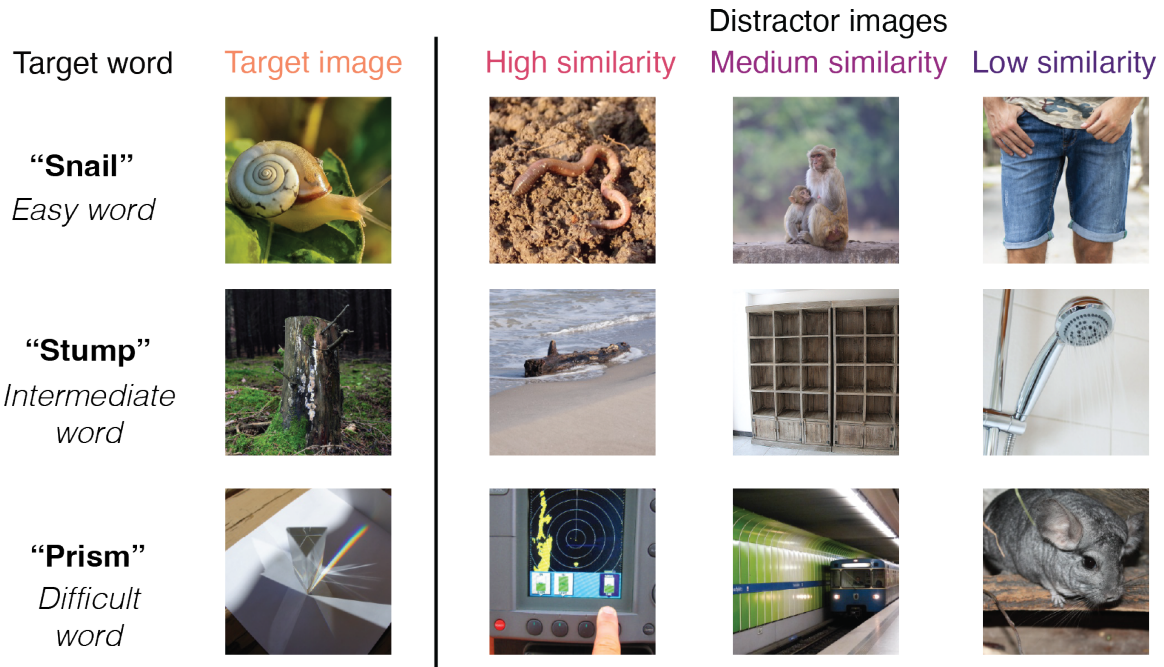 Distractor images
Target word
Target image
High similarity
Medium similarity
Low similarity
“Snail”
Easy word
“Stump”
Intermediate
word
“Prism”
Difficult
word